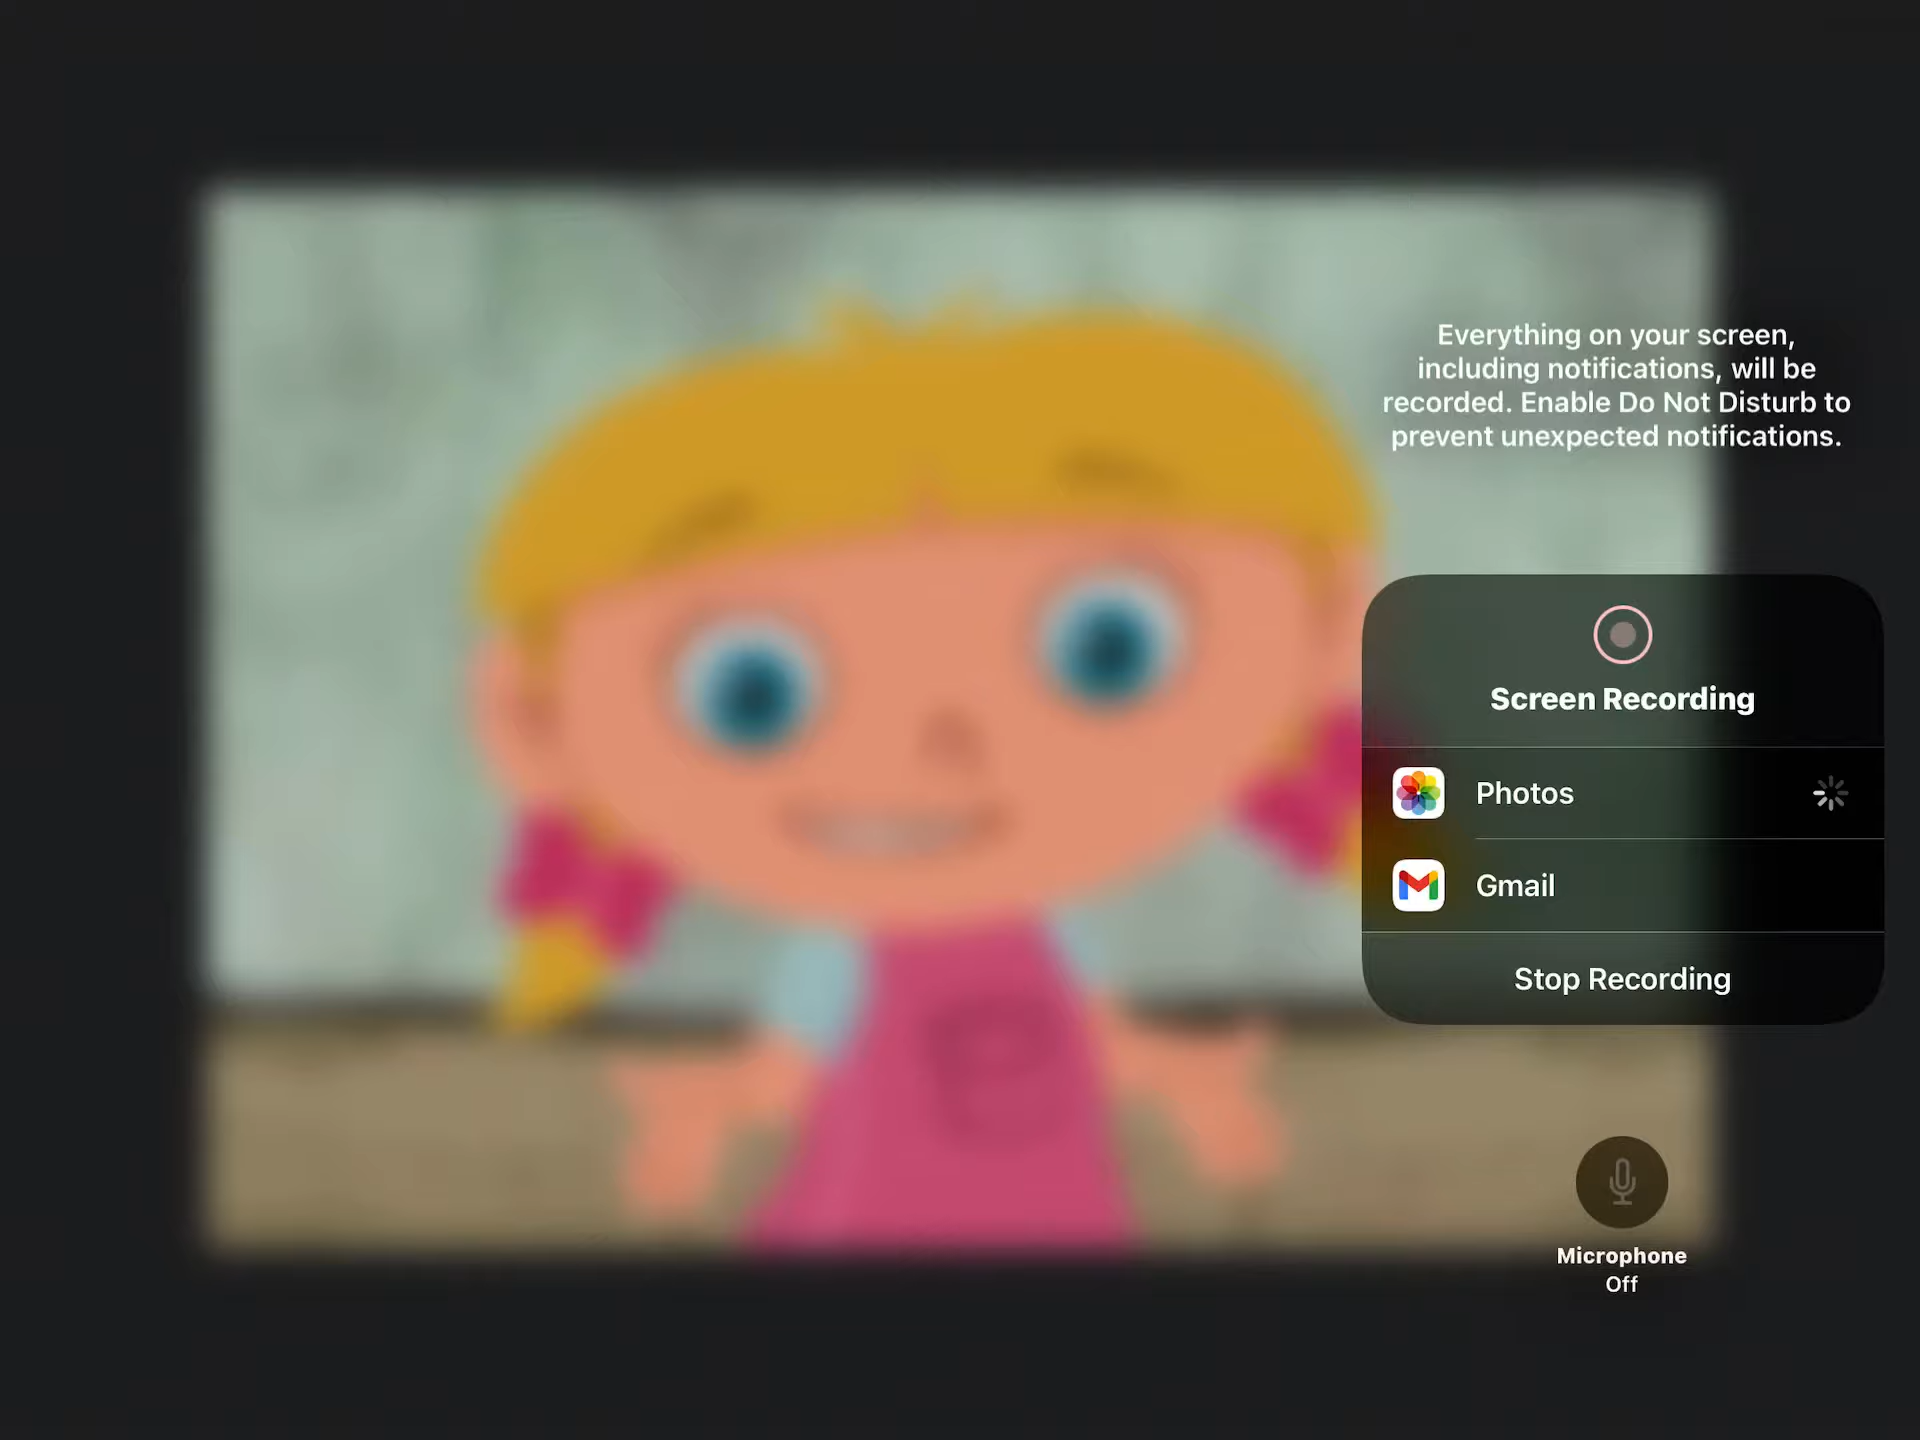 Everything on your screen,
including notifications, will be
recorded. Enable Do Not Disturb to
prevent unexpected notifications.
Screen Recording
Photos
Gmail
Stop Recording
Microphone
Off